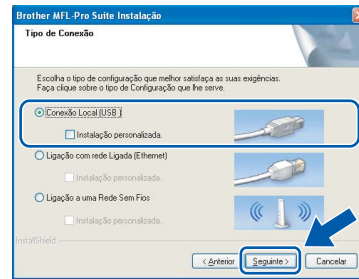 Brother MFL-Pro Suite Instalação
Tipo de Conexão
Escolha o tipo de configuração que melhor satisfaça as suas exigências.
Faça clique sobre o tipo de Configuração que lhe serve.
Conexão Local (USB )
Instalação personalizada.
Ligação com rede Ligada (Ethernet)
Instalação personalizada.
Ligação a uma Rede Sem Fios
Instalação personalizada.
InstallShield
< Anterior
Seguinte >
Cancelar